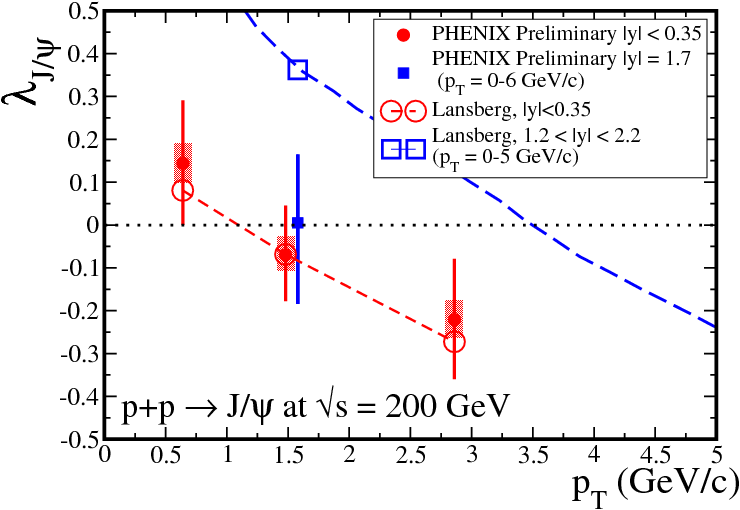 λJ/ψ
0.5
0.4
0.3
0.2
0.1
0
-0.1
-0.2
-0.3
-0.4
-0.5
PHENIX Preliminary |y| < 0.35
PHENIX Preliminary |y| = 1.7
(pT = 0-6 GeV/c)
Lansberg, |y|<0.35
Lansberg, 1.2 < |y| < 2.2
(pT = 0-5 GeV/c)
p+p → J/ψ at √s = 200 GeV
0 0.5 1 1.5 2 2.5 3 3.5 4 4.5 5
pT (GeV/c)